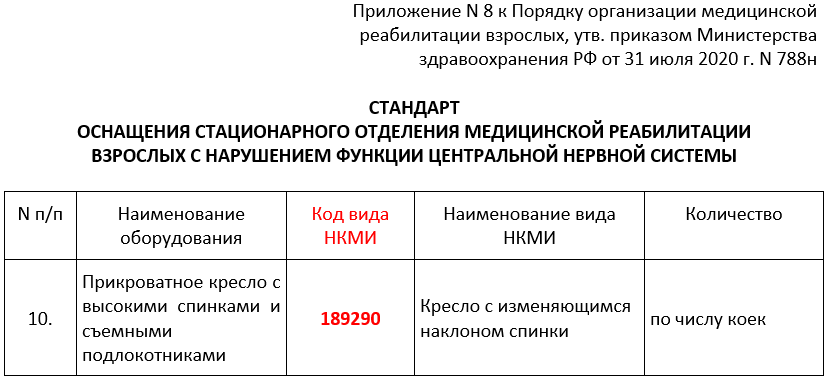 Приложение N 8 к Порядку организации медицинской
реабилитации взрослых, утв. приказом Министерства
здравоохранения РФ от 31 июля 2020 г. N 788н
СТАНДАРТ
ОСНАЩЕНИЯ СТАЦИОНАРНОГО ОТДЕЛЕНИЯ МЕДИЦИНСКОЙ РЕАБИЛИТАЦИИ
ВЗРОСЛЫХ С НАРУШЕНИЕМ ФУНКЦИИ ЦЕНТРАЛЬНОЙ НЕРВНОЙ СИСТЕМЫ
N п/п
Наименование
оборудования
Код вида
НКМИ
Наименование вида
НКМИ
Количество
10.
Прикроватное кресло с
высокими спинками и
съемными
подлокотниками
189290
Кресло с изменяющимся
наклоном спинки
по числу коек